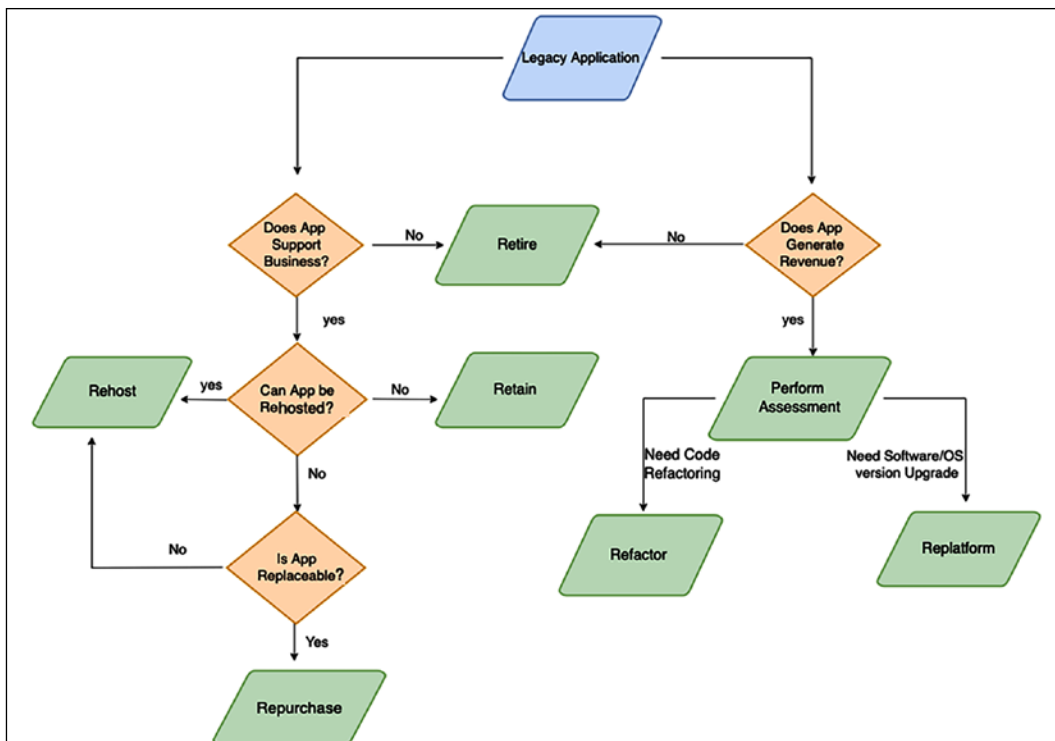 Legacy Application
Does App
Support
Business?
No
Retire
No
Does App
Generate
Revenue?
yes
yes
Rehost
yes
Can App be
Rehosted?
No
Retain
Perform
Assessment
Need Code
Refactoring
Need Software/OS
version Upgrade
No
No
Is App
Replaceable?
Refactor
Replatform
Yes
Repurchase